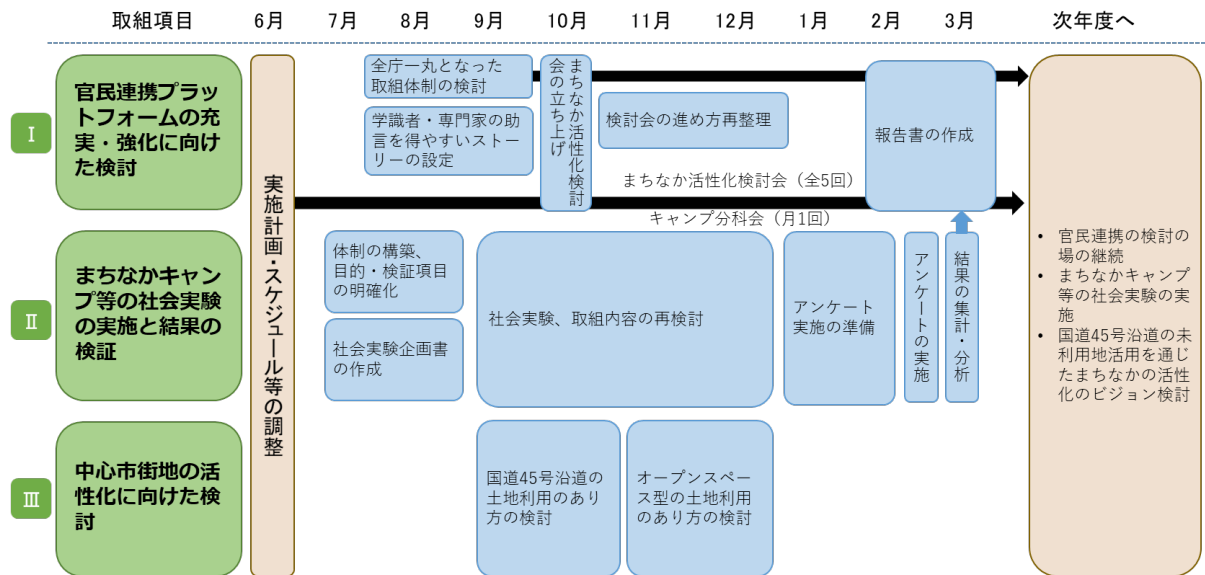 取組項目 6月 7月 8月 9月 10月 11月 12月 1月 2月 3月 次年度へ
Ⅰ
官民連携プラッ
トフォームの充
実・強化に向け
た検討
実施計画・スケジュール等の調整
全庁一丸となった
取組体制の検討
学識者・専門家の助
言を得やすいストー
リーの設定
まちなか活性化検討
会の立ち上げ
検討会の進め方再整理
報告書の作成
まちなか活性化検討会（全5回）
キャンプ分科会（月1回）
Ⅱ
まちなかキャン
プ等の社会実験
の実施と結果の
検証
体制の構築、
目的・検証項目
の明確化
社会実験企画書
の作成
社会実験、取組内容の再検討
アンケート
実施の準備
アンケートの実施
結果の集計・分析
Ⅲ
中心市街地の活
性化に向けた検
討
国道45号沿道の
土地利用のあり
方の検討
オープンスペー
ス型の土地利用
のあり方の検討
• 官民連携の検討の
場の継続
• まちなかキャンプ
等の社会実験の実
施
• 国道45号沿道の未
利用地活用を通じ
たまちなかの活性
化のビジョン検討